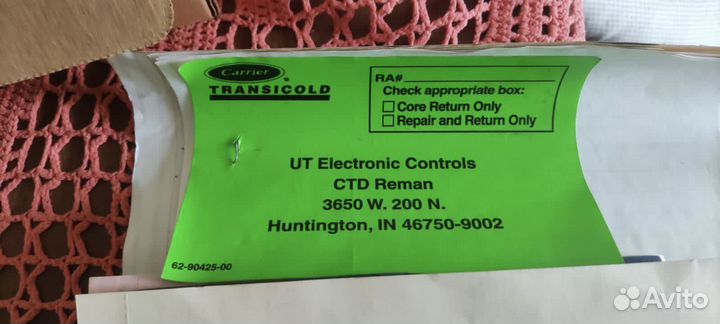 Carrier
TRANSICOLD
RA#
Check appropriate box:
Core Return Only
Repair and Return Only
UT Electronic Controls
CTD Reman
3650 W. 200 N.
Huntington, IN 46750-9002
62-90425-00
Avito